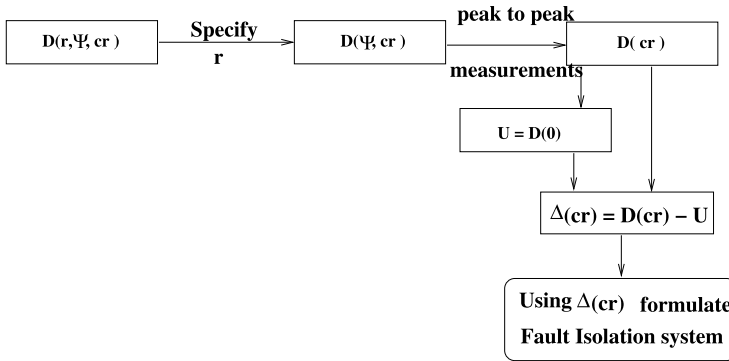 D(r,Ψ, cr )
Specify
r
D(Ψ, cr )
peak to peak
measurements
D( cr )
U = D(0)
Δ(cr) = D(cr) − U
Using Δ(cr) formulate
Fault Isolation system